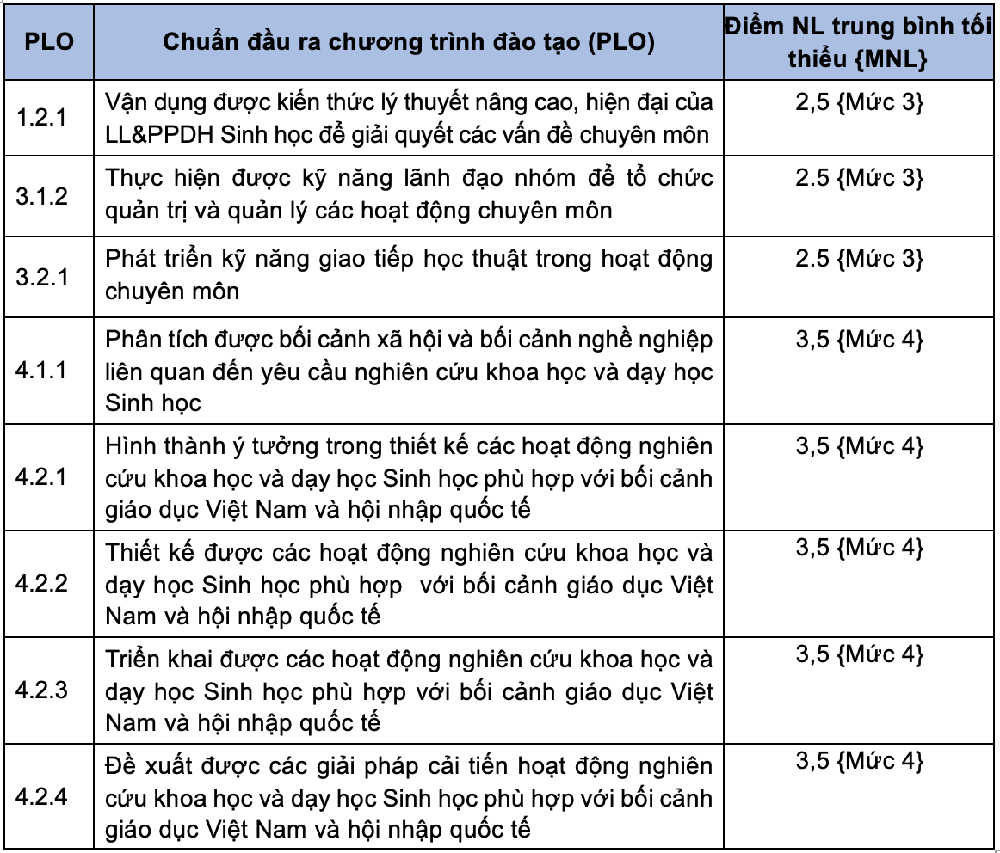 PLO
Chuẩn đầu ra chương trình đào tạo (PLO)
Điểm NL trung bình tối
thiểu {MNL}
1.2.1
Vận dụng được kiến thức lý thuyết nâng cao, hiện đại của
LL&PPDH Sinh học để giải quyết các vấn đề chuyên môn
2,5 {Mức 3}
3.1.2
Thực hiện được kỹ năng lãnh đạo nhóm để tổ chức
quản trị và quản lý các hoạt động chuyên môn
2.5 {Mức 3}
3.2.1
Phát triển kỹ năng giao tiếp học thuật trong hoạt động
chuyên môn
2.5 {Mức 3}
4.1.1
Phân tích được bối cảnh xã hội và bối cảnh nghề nghiệp
liên quan đến yêu cầu nghiên cứu khoa học và dạy học
Sinh học
3,5 {Mức 4}
4.2.1
Hình thành ý tưởng trong thiết kế các hoạt động nghiên
cứu khoa học và dạy học Sinh học phù hợp với bối cảnh
giáo dục Việt Nam và hội nhập quốc tế
3,5 {Mức 4}
4.2.2
Thiết kế được các hoạt động nghiên cứu khoa học và
dạy học Sinh học phù hợp  với bối cảnh giáo dục Việt
Nam và hội nhập quốc tế
3,5 {Mức 4}
4.2.3
Triển khai được các hoạt động nghiên cứu khoa học và
dạy học Sinh học phù hợp với bối cảnh giáo dục Việt
Nam và hội nhập quốc tế
3,5 {Mức 4}
4.2.4
Đề xuất được các giải pháp cải tiến hoạt động nghiên
cứu khoa học và dạy học Sinh học phù hợp với bối cảnh
giáo dục Việt Nam và hội nhập quốc tế
3,5 {Mức 4}